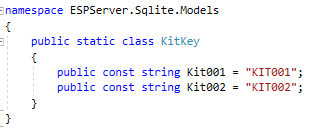 namespace ESPServer.Sqlite.Models
{
public static class KitKey
{
public const string Kit001 = "KIT001";
public const string Kit002 = "KIT002";
}
}